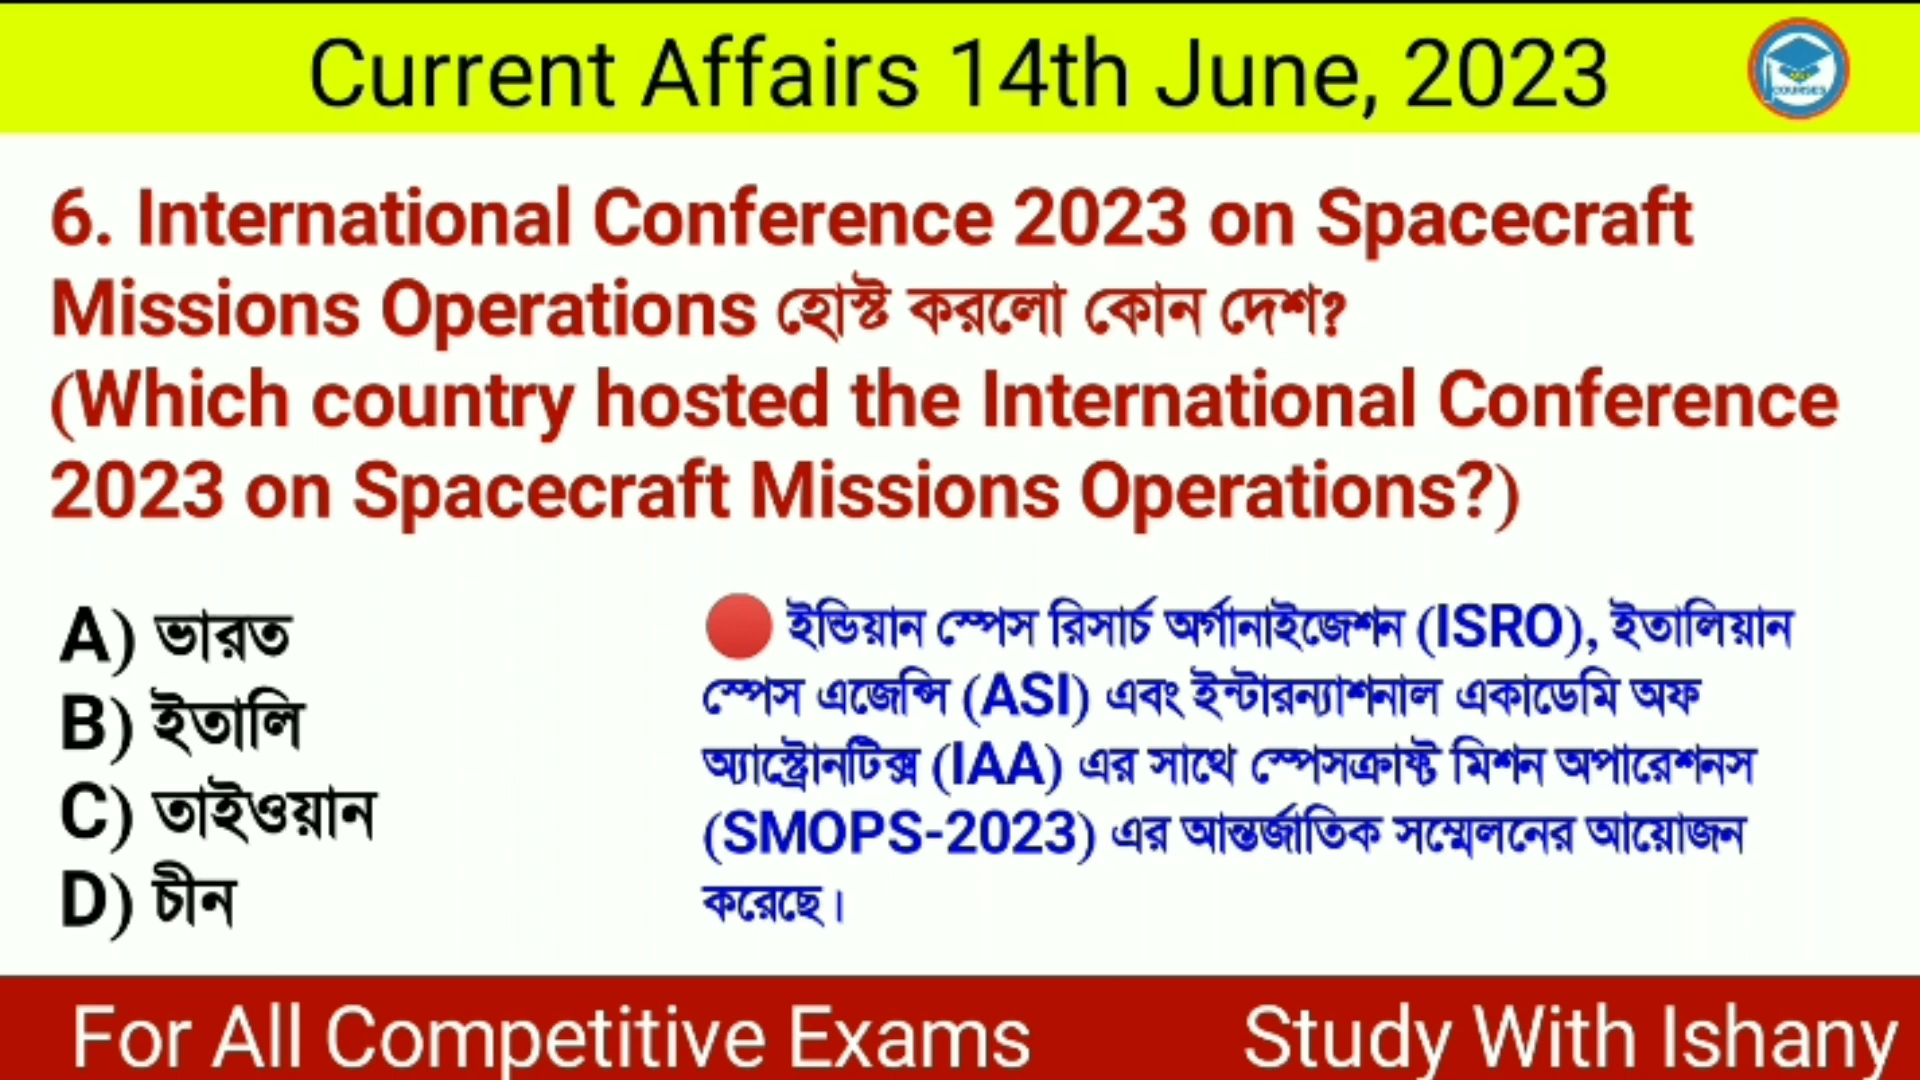 Current Affairs 14th June, 2023
COURSES
6. International Conference 2023 on Spacecraft
Missions Operations হোস্ট করলো কোন দেশ?
(Which country hosted the International Conference
2023 on Spacecraft Missions Operations?)
A) ভারত
B) ইতালি
C) তাইওয়ান
D) চীন
ইন্ডিয়ান স্পেস রিসার্চ অর্গানাইজেশন (ISRO), ইতালিয়ান
স্পেস এজেন্সি (ASI) এবং ইন্টারন্যাশনাল একাডেমি অফ
অ্যাস্ট্রোনটিক্স (IAA) এর সাথে স্পেসক্রাফ্ট মিশন অপারেশনস
(SMOPS-2023) এর আন্তর্জাতিক সম্মেলনের আয়োজন
করেছে।
For All Competitive Exams
Study With Ishany